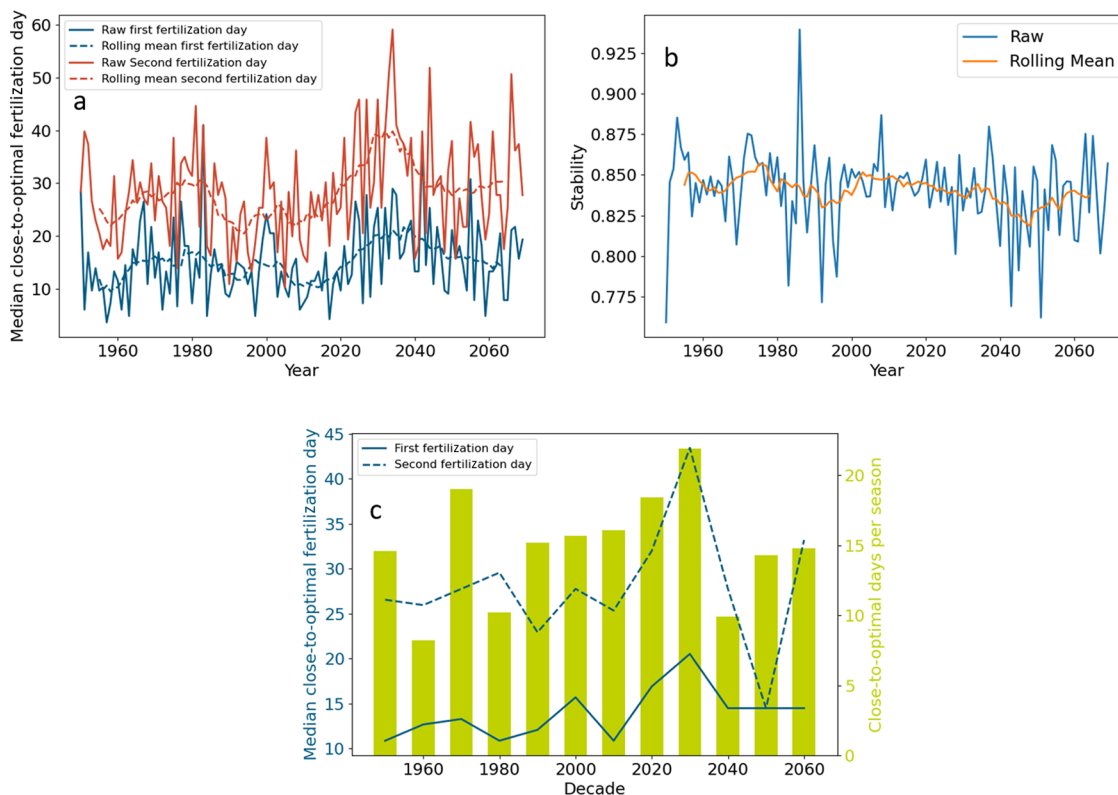 Raw first fertilization day
Rolling mean first fertilization day
Raw Second fertilization day
Rolling mean second fertilization day
a
Median close-to-optimal fertilization day
60
50
40
30
20
10
1960
1980
2000
2020
2040
2060
Year
Raw
Rolling Mean
b
Stability
0.925
0.900
0.875
0.850
0.825
0.800
0.775
1960
1980
2000
2020
2040
2060
Year
First fertilization day
Second fertilization day
c
Median close-to-optimal fertilization day
45
40
35
30
25
20
15
10
Close-to-optimal days per season
20
15
10
5
0
1960
1980
2000
2020
2040
2060
Decade